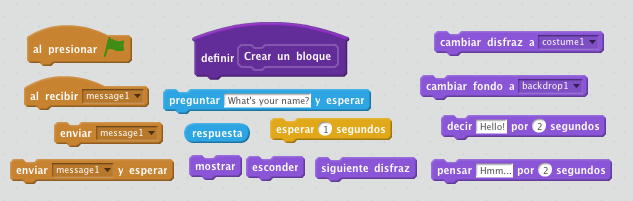 al presionar
definir Crear un bloque
cambiar disfraz a costume1
al recibir message1
preguntar What's your name? y esperar
cambiar fondo a backdrop1
enviar message1
respuesta
esperar 1 segundos
decir Hello! por 2 segundos
enviar message1 y esperar
mostrar
esconder
siguiente disfraz
pensar Hmm... por 2 segundos